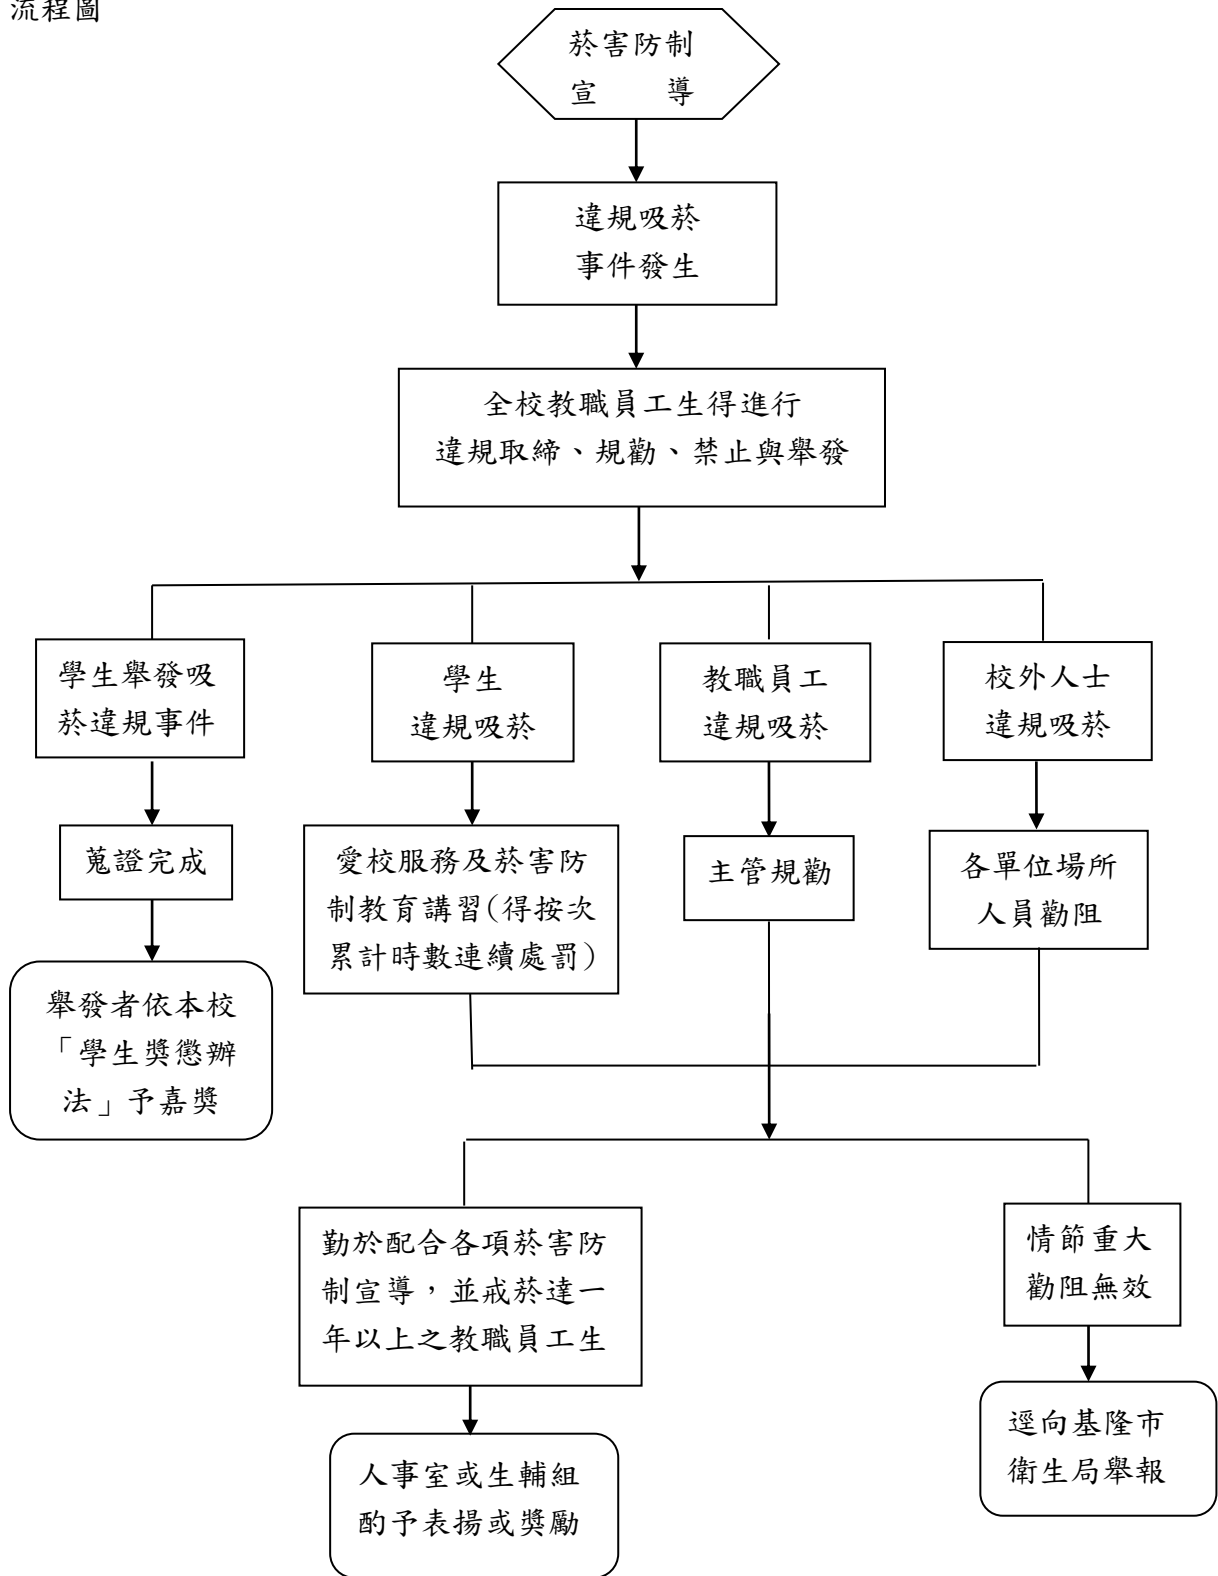 流程圖
菸害防制
宣 導
違規吸菸
事件發生
全校教職員工生得進行
違規取締、規勸、禁止與舉發
學生舉發吸
菸違規事件
學生
違規吸菸
教職員工
違規吸菸
校外人士
違規吸菸
蒐證完成
愛校服務及菸害防
制教育講習(得按次
累計時數連續處罰)
主管規勸
各單位場所
人員勸阻
舉發者依本校
「學生獎懲辦
法」予嘉獎
勤於配合各項菸害防
制宣導，並戒菸達一
年以上之教職員工生
情節重大
勸阻無效
人事室或生輔組
酌予表揚或獎勵
逕向基隆市
衛生局舉報